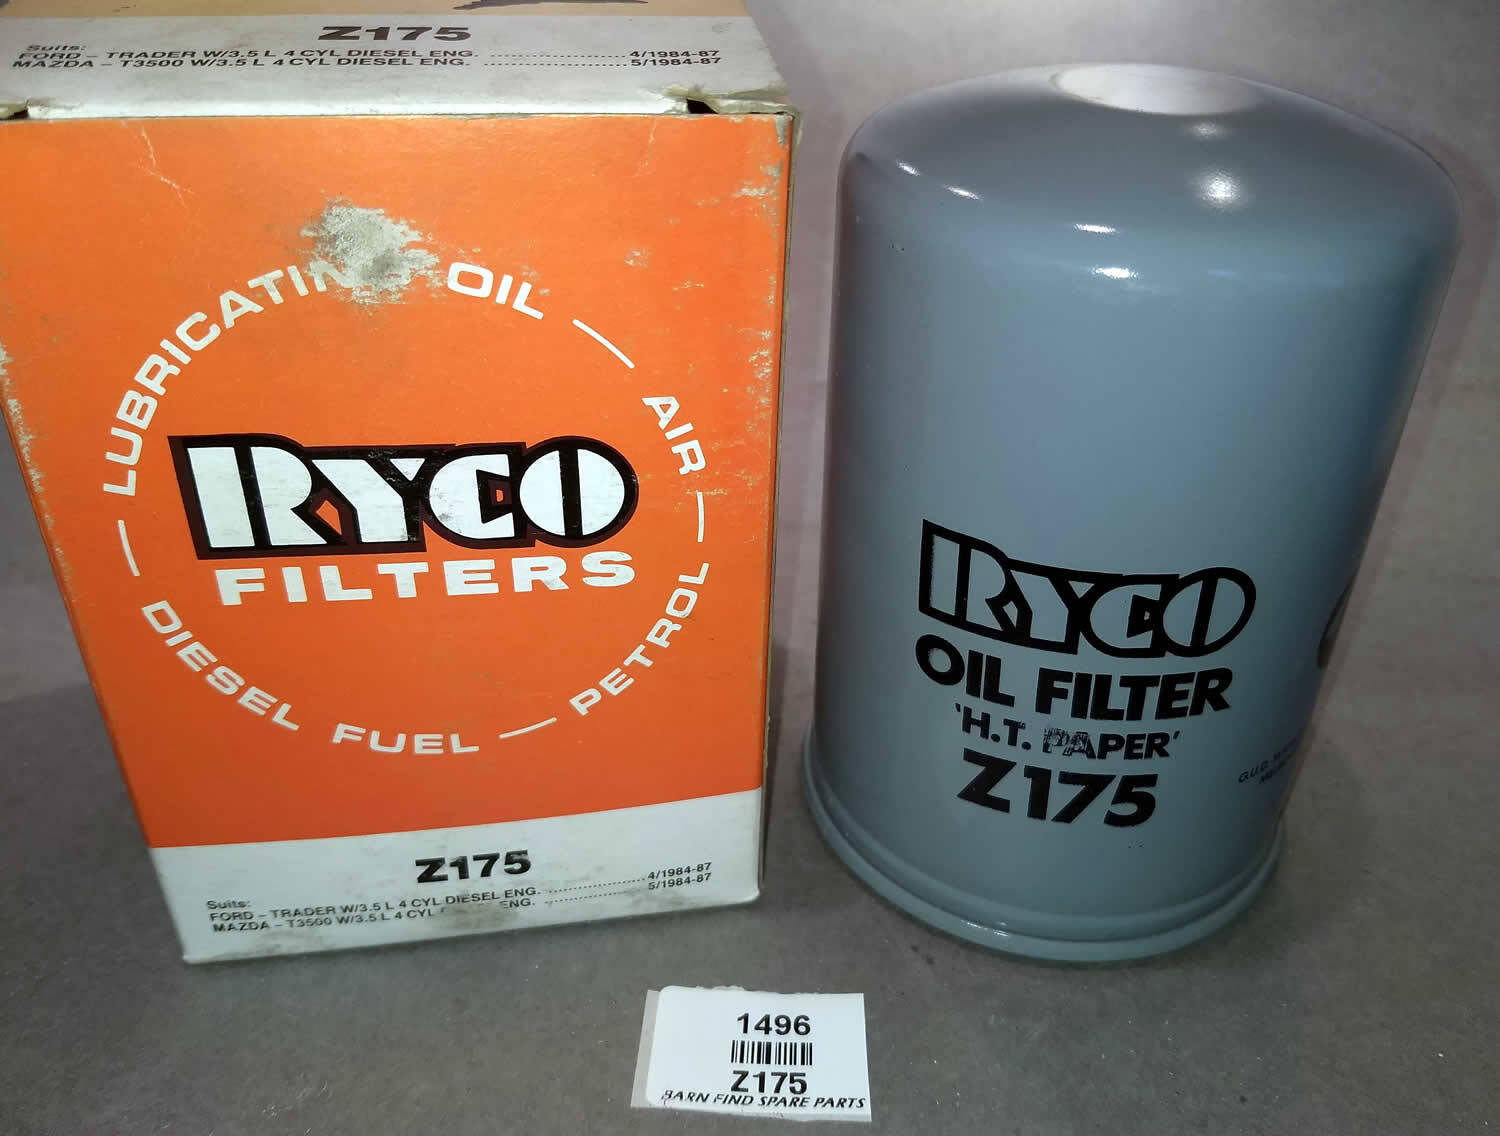 Z175
Suits:
FORD – TRADER W/3.5 L 4 CYL DIESEL ENG. ........................ 4/1984-87
MAZDA – T3500 W/3.5 L 4 CYL DIESEL ENG. ........................ 5/1984-87
LUBRICATING OIL — AIR — PETROL — DIESEL FUEL —
RYCO
FILTERS
Z175
Suits:
FORD – TRADER W/3.5 L 4 CYL DIESEL ENG. .................... 4/1984-87
MAZDA – T3500 W/3.5 L 4 CYL ENG. .................... 5/1984-87
RYCO
OIL FILTER
'H.T. PAPER'
Z175
G.U.D.
1496
Z175
BARN FIND SPARE PARTS